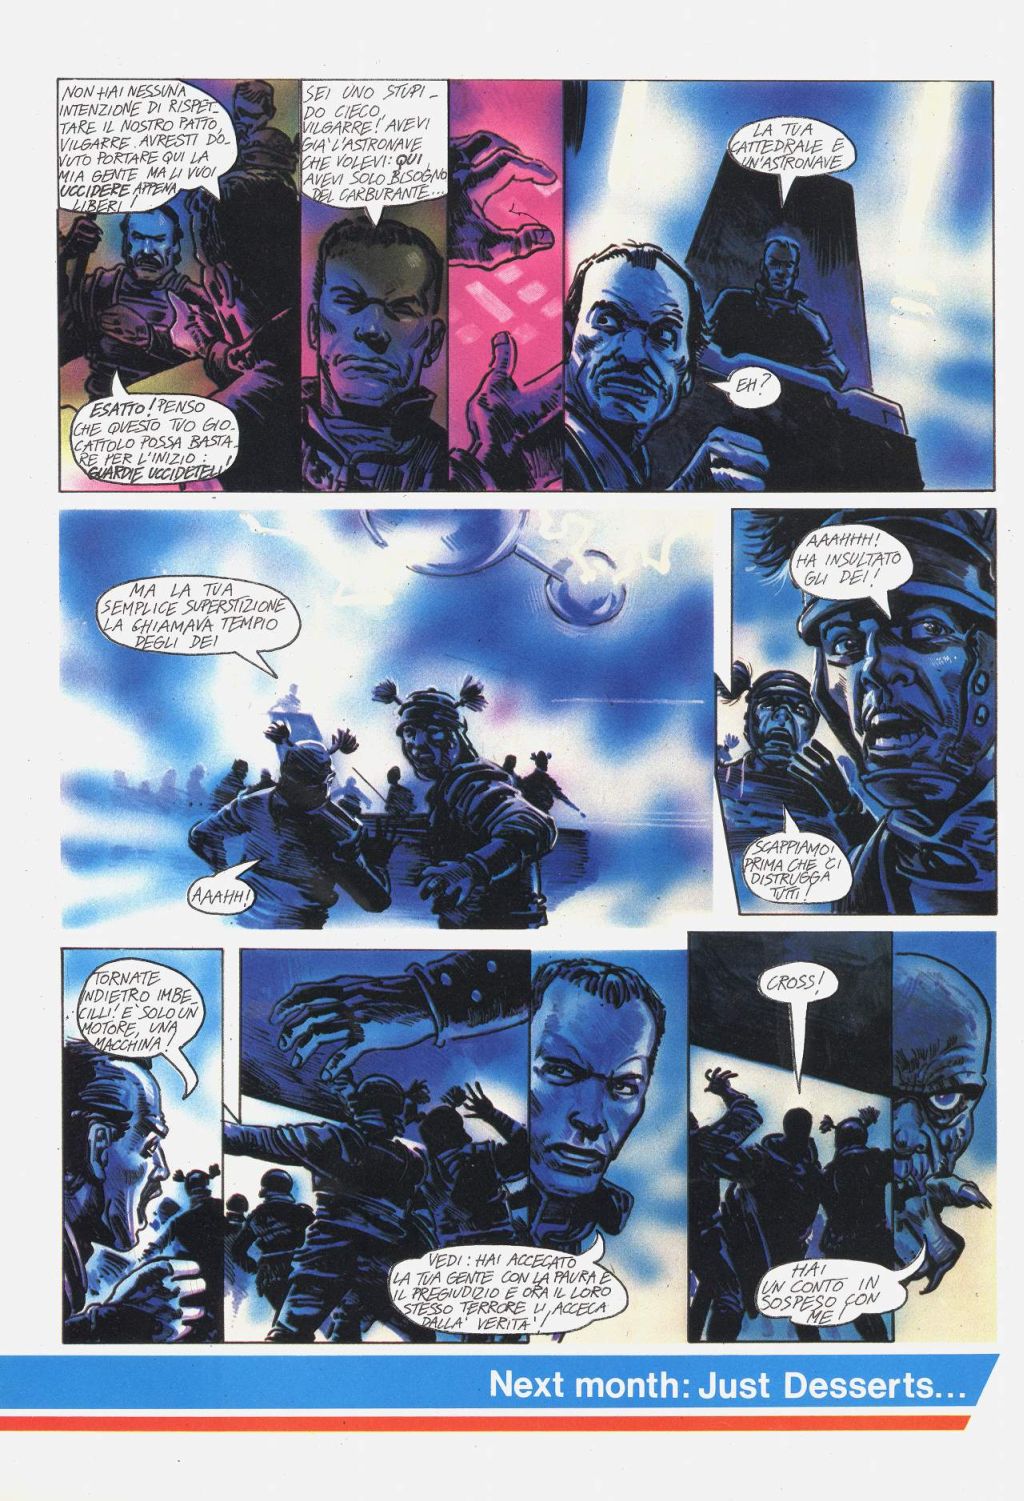 NON HAI NESSUNA
INTENZIONE DI RISPET-
TARE IL NOSTRO PATTO,
VILGARRE. AVRESTI DO-
VUTO PORTARE QUI LA
MIA GENTE MA LI VUOI
UCCIDERE APPENA
LIBERI!
ESATTO! PENSO
CHE QUESTO TUO GIO-
CATTOLO POSSA BASTA-
RE PER L'INIZIO:
GUARDIE UCCIDETELI!
SEI UNO STUPI-
DO CIECO,
VILGARRE! AVEVI
GIA' L'ASTRONAVE
CHE VOLEVI: QUI
AVEVI SOLO BISOGNO
DEL CARBURANTE...
LA TUA
CATTEDRALE E'
UN'ASTRONAVE
EH?
MA LA TUA
SEMPLICE SUPERSTIZIONE
LA CHIAMAVA TEMPIO
DEGLI DEI
AAAHH!
AAAHHH!
HA INSULTATO
GLI DEI!
SCAPPIAMO!
PRIMA CHE CI
DISTRUGGA
TUTTI!
TORNATE
INDIETRO IMBE-
CILLI! E' SOLO UN
MOTORE, UNA
MACCHINA!
VEDI: HAI ACCECATO
LA TUA GENTE CON LA PAURA E
IL PREGIUDIZIO E ORA IL LORO
STESSO TERRORE LI ACCECA
DALLA VERITA'!
CROSS!
HAI
UN CONTO IN
SOSPESO CON
ME!
Next month: Just Desserts...